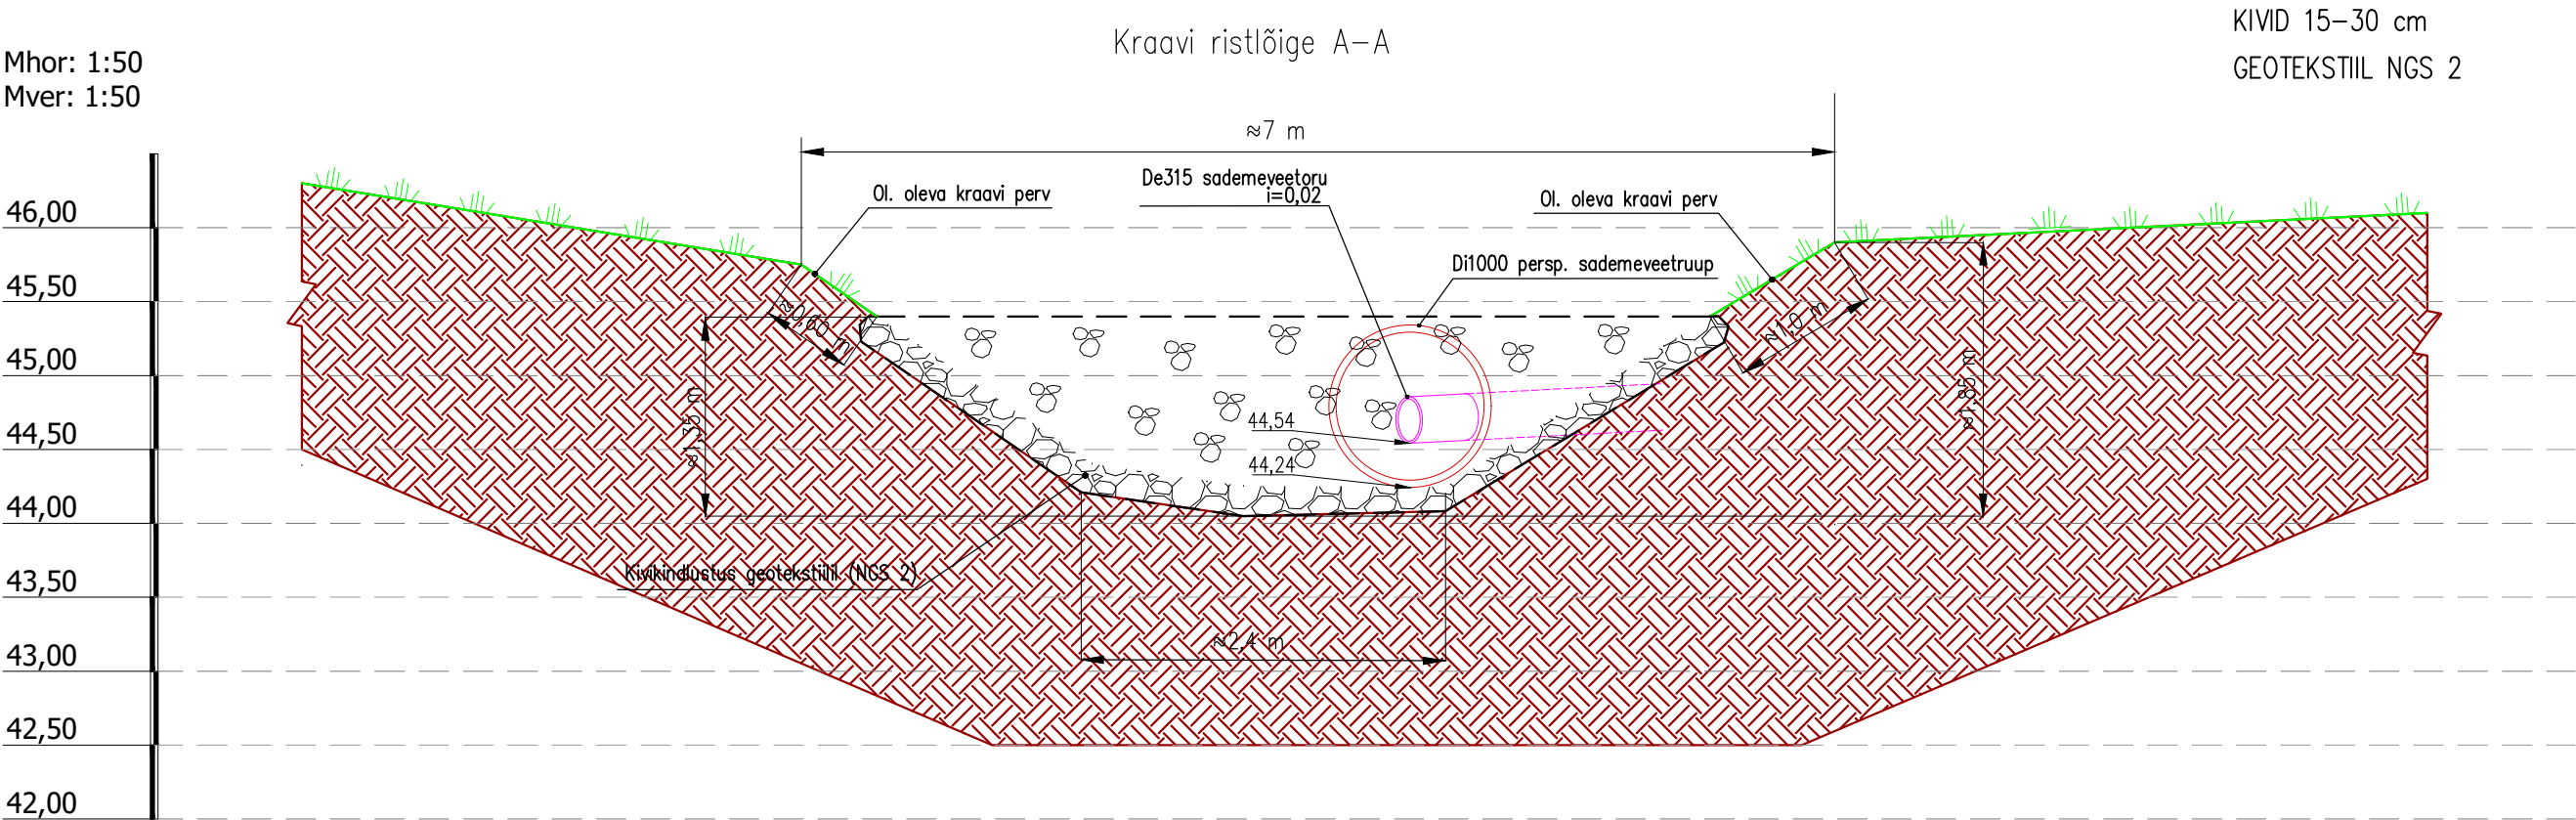 KIVID 15-30 cm
GEOTEKSTIIL NGS 2
Kraavi ristlõige A-A
Mhor: 1:50
Mver: 1:50
≈7 m
De315 sademeveetoru
i=0,02
Ol. oleva kraavi perv
Ol. oleva kraavi perv
Di1000 persp. sademeveetruup
46,00
45,50
45,00
44,50
44,00
43,50
43,00
42,50
42,00
≈0,60 m
≈1,0 m
≈1,35 m
≈1,85 m
44,54
44,24
Kivikindlustus geotekstiilil (NGS 2)
≈2,4 m